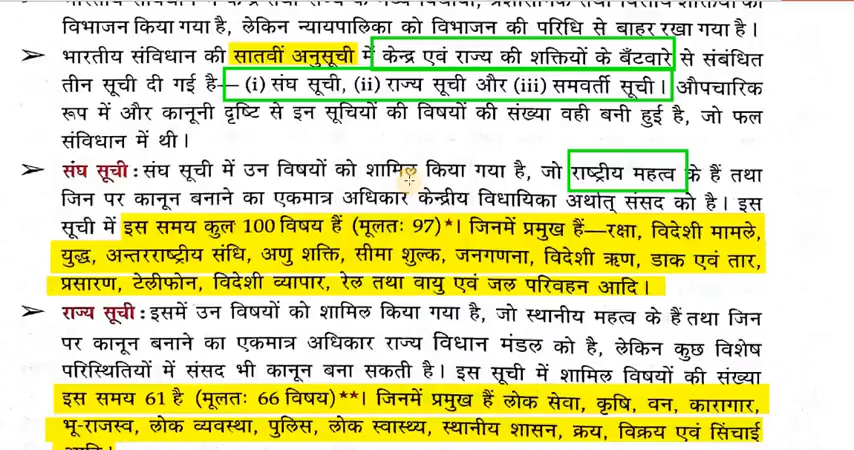 विभाजन किया गया है, लेकिन न्यायपालिका को विभाजन की परिधि से बाहर रखा गया है।
➢ भारतीय संविधान की सातवीं अनुसूची में केन्द्र एवं राज्य की शक्तियों के बँटवारे से संबंधित
तीन सूची दी गई है— (i) संघ सूची, (ii) राज्य सूची और (iii) समवर्ती सूची। औपचारिक
रूप में और कानूनी दृष्टि से इन सूचियों की विषयों की संख्या वही बनी हुई है, जो फल
संविधान में थी।
➢ संघ सूची : संघ सूची में उन विषयों को शामिल किया गया है, जो राष्ट्रीय महत्व के हैं तथा
जिन पर कानून बनाने का एकमात्र अधिकार केन्द्रीय विधायिका अर्थात् संसद को है। इस
सूची में इस समय कुल 100 विषय हैं (मूलतः 97)*। जिनमें प्रमुख हैं—रक्षा, विदेशी मामले,
युद्ध, अन्तरराष्ट्रीय संधि, अणु शक्ति, सीमा शुल्क, जनगणना, विदेशी ऋण, डाक एवं तार,
प्रसारण, टेलीफोन, विदेशी व्यापार, रेल तथा वायु एवं जल परिवहन आदि।
➢ राज्य सूची : इसमें उन विषयों को शामिल किया गया है, जो स्थानीय महत्व के हैं तथा जिन
पर कानून बनाने का एकमात्र अधिकार राज्य विधान मंडल को है, लेकिन कुछ विशेष
परिस्थितियों में संसद भी कानून बना सकती है। इस सूची में शामिल विषयों की संख्या
इस समय 61 है (मूलतः 66 विषय)**। जिनमें प्रमुख हैं लोक सेवा, कृषि, वन, कारागार,
भू-राजस्व, लोक व्यवस्था, पुलिस, लोक स्वास्थ्य, स्थानीय शासन, क्रय, विक्रय एवं सिंचाई